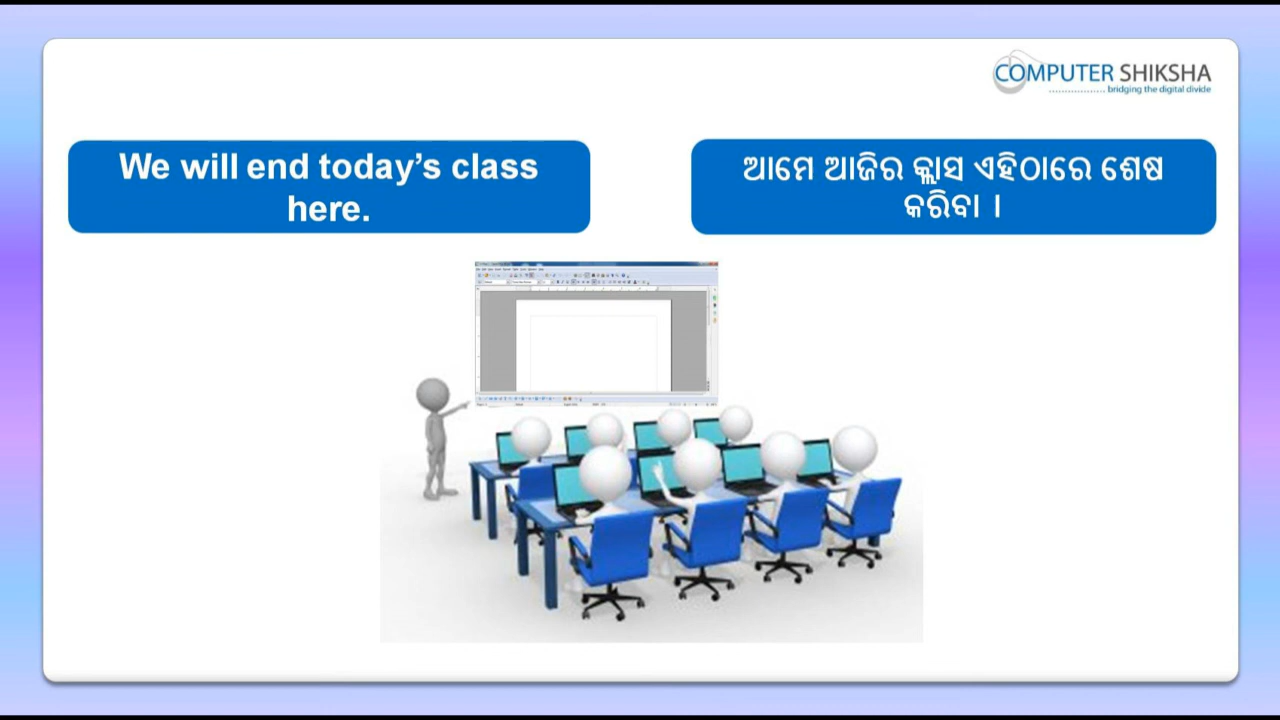 COMPUTER SHIKSHA
bridging the digital divide
We will end today's class
here.
ଆମେ ଆଜିର କ୍ଲାସ ଏହିଠାରେ ଶେଷ
କରିବା ।